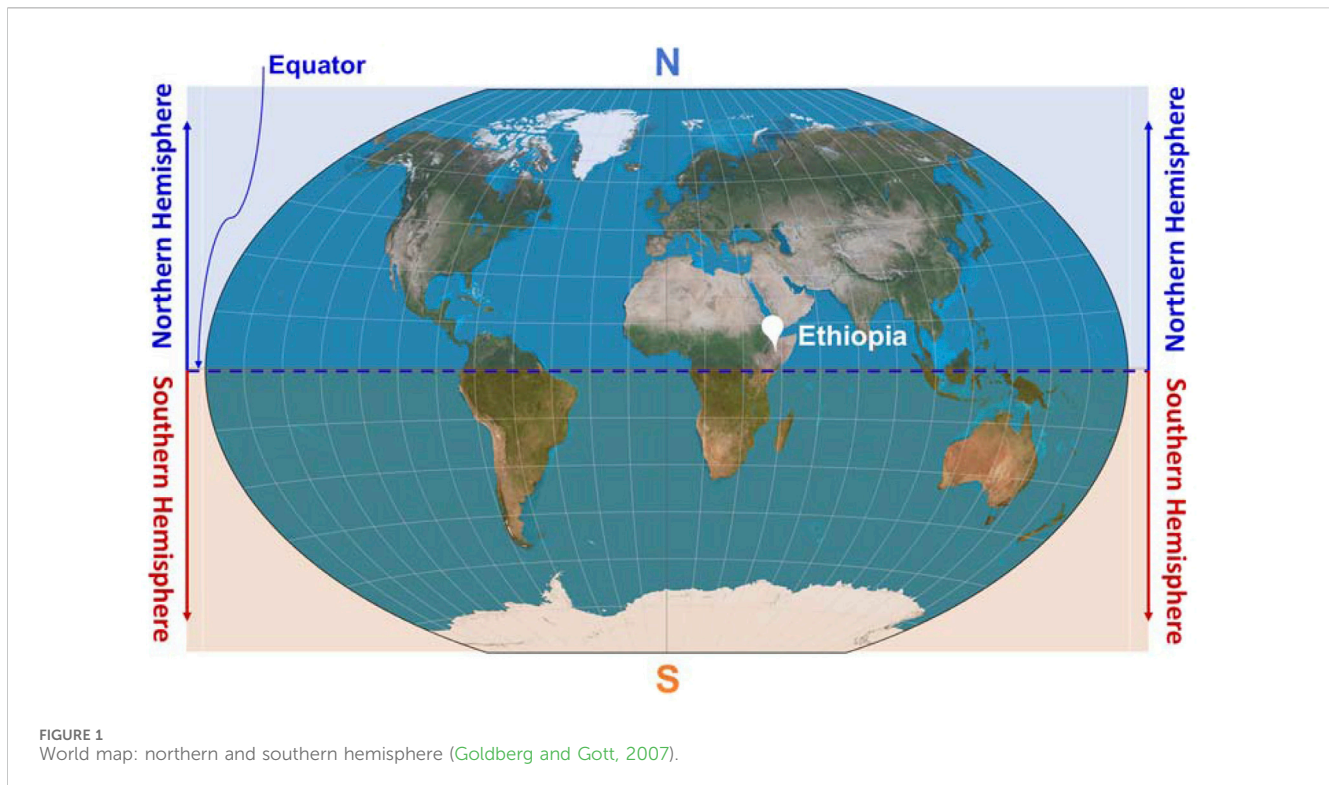 N
Equator
Northern Hemisphere
Northern Hemisphere
Ethiopia
Southern Hemisphere
Southern Hemisphere
S
FIGURE 1
World map: northern and southern hemisphere (Goldberg and Gott, 2007).